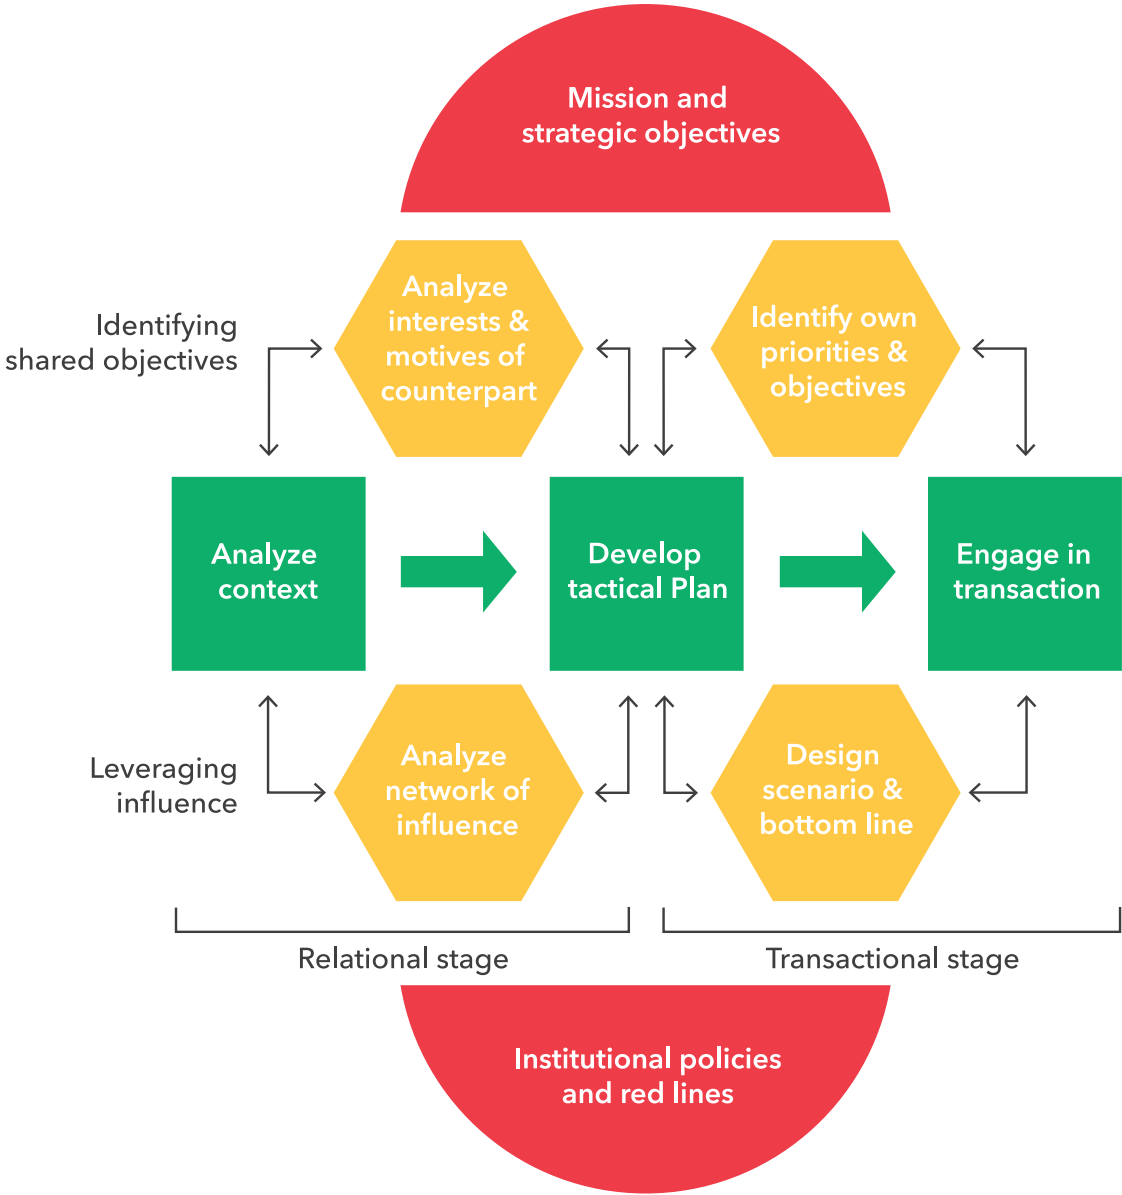 Mission and
strategic objectives
Identifying
shared objectives
Analyze
interests &
motives of
counterpart
Identify own
priorities &
objectives
Analyze
context
Develop
tactical Plan
Engage in
transaction
Leveraging
influence
Analyze
network of
influence
Design
scenario &
bottom line
Relational stage
Transactional stage
Institutional policies
and red lines